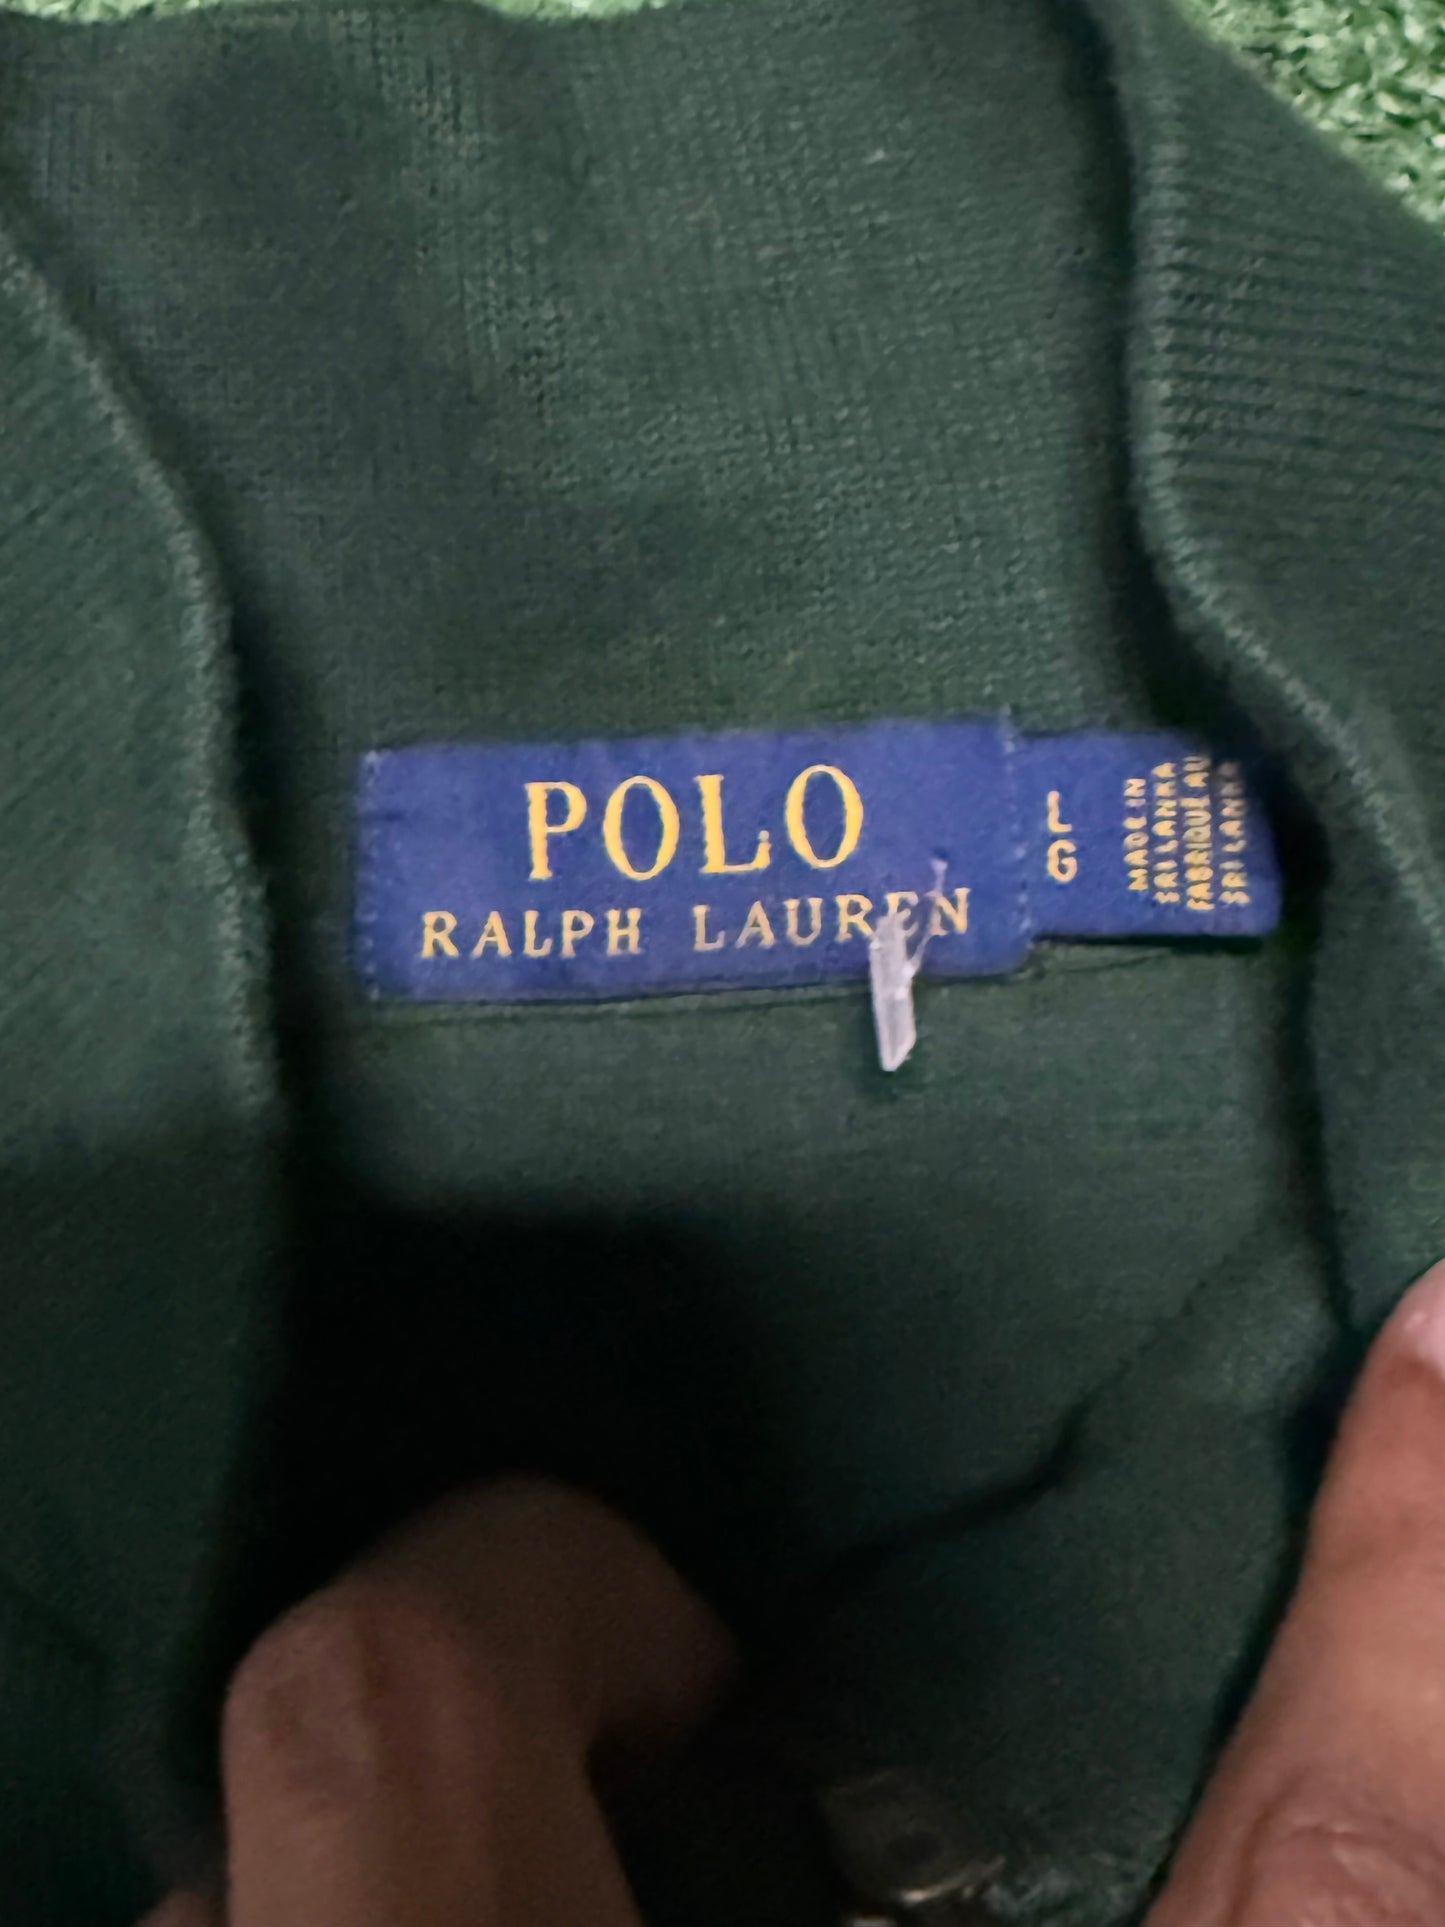 POLO
RALPH LAUREN
L
G
MADE IN
SRI LANKA
FABRIQUÉ AU
SRI LANKA